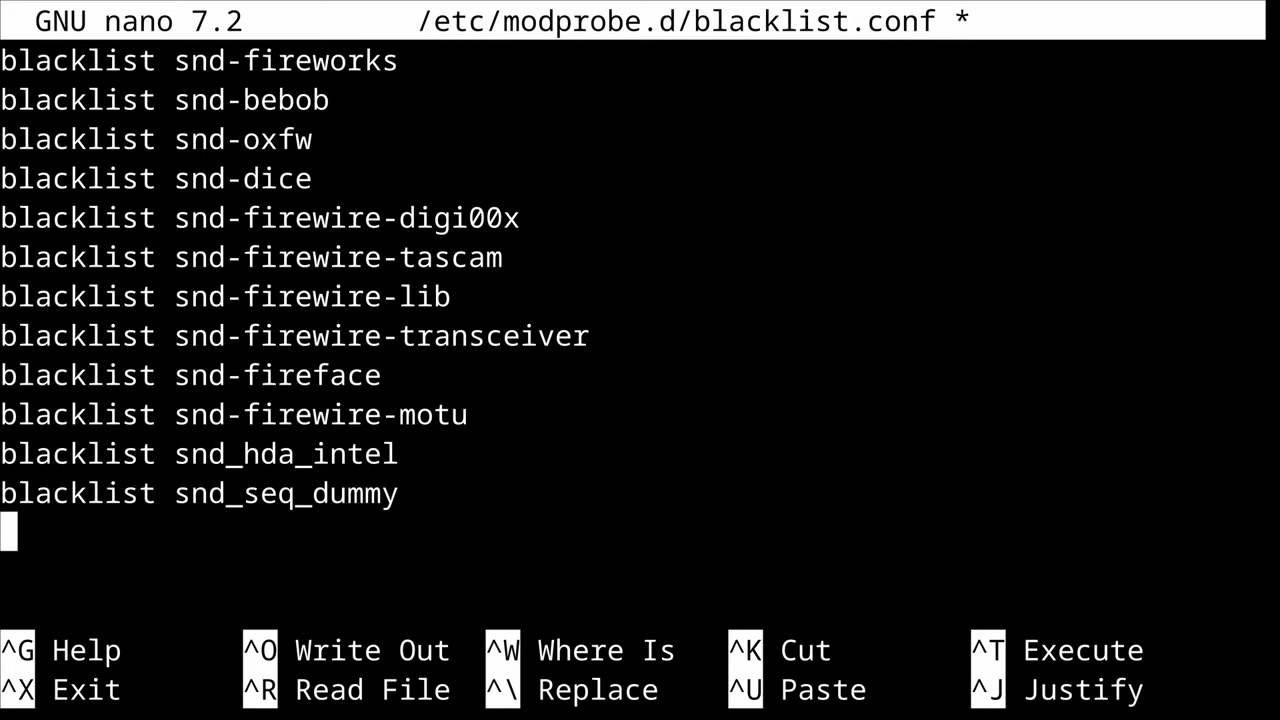 GNU nano 7.2 /etc/modprobe.d/blacklist.conf *
blacklist snd-fireworks
blacklist snd-bebob
blacklist snd-oxfw
blacklist snd-dice
blacklist snd-firewire-digi00x
blacklist snd-firewire-tascam
blacklist snd-firewire-lib
blacklist snd-firewire-transceiver
blacklist snd-fireface
blacklist snd-firewire-motu
blacklist snd_hda_intel
blacklist snd_seq_dummy
^G Help ^O Write Out ^W Where Is ^K Cut ^T Execute
^X Exit ^R Read File ^\ Replace ^U Paste ^J Justify